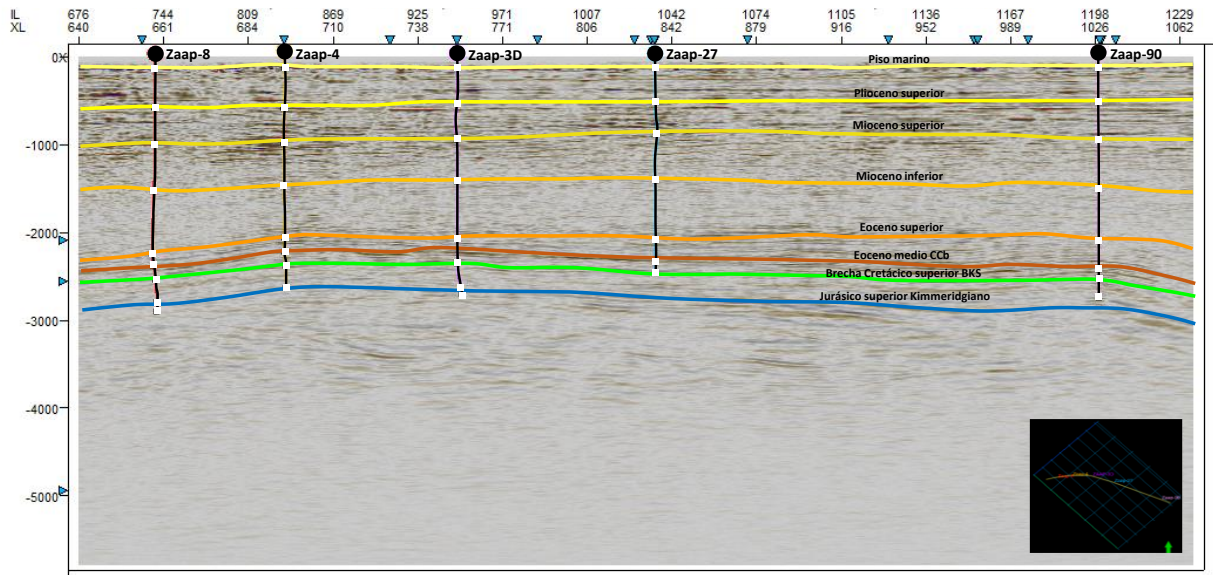 IL 676 744 809 869 925 971 1007 1042 1074 1105 1136 1167 1198 1229
XL 640 661 684 710 738 771 806 842 879 916 952 989 1026 1062
0
Zaap-8
Zaap-4
Zaap-3D
Zaap-27
Zaap-90
Piso marino
Plioceno superior
-1000
Mioceno superior
Mioceno inferior
-2000
Eoceno superior
Eoceno medio CCb
Brecha Cretácico superior BKS
Jurásico superior Kimmeridgiano
-3000
-4000
-5000